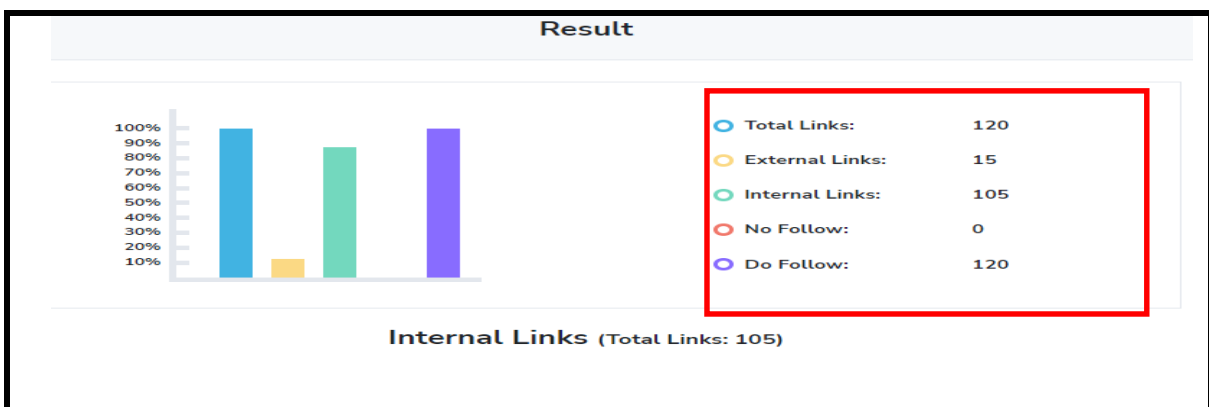 Result
100%
90%
80%
70%
60%
50%
40%
30%
20%
10%
Total Links: 120
External Links: 15
Internal Links: 105
No Follow: 0
Do Follow: 120
Internal Links (Total Links: 105)